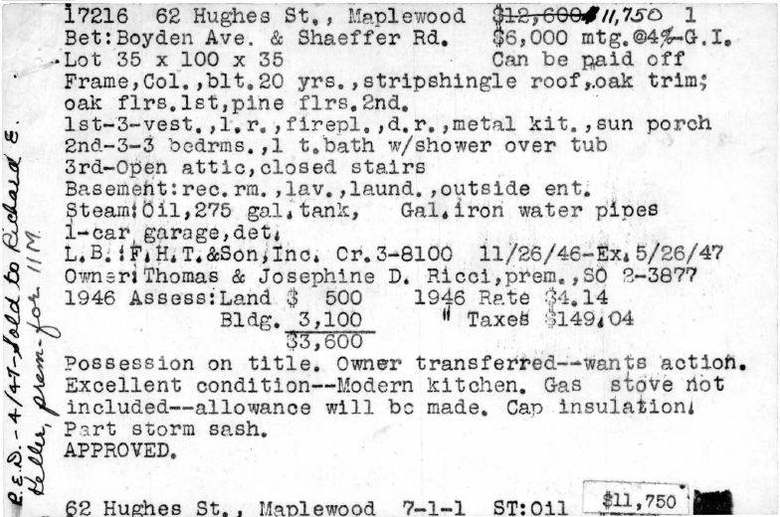 17216 62 Hughes St., Maplewood $12,600 $11,750 1
Bet:Boyden Ave. & Shaeffer Rd. $6,000 mtg.@4%-G.I.
Lot 35 x 100 x 35 Can be paid off
Frame,Col.,blt.20 yrs.,stripshingle roof,oak trim;
oak flrs.1st,pine flrs.2nd.
1st-3-vest.,l.r.,firepl.,d.r.,metal kit.,sun porch
2nd-3-3 bedrms.,1 t.bath w/shower over tub
3rd-Open attic,closed stairs
Basement:rec.rm.,lav.,laund.,outside ent.
Steam:Oil,275 gal.tank, Gal.iron water pipes
1-car garage,det.
L.B.:F.H.T.&Son,Inc. Cr.3-8100 11/26/46-Ex.5/26/47
Owner:Thomas & Josephine D. Ricci,prem.,SO 2-3877
1946 Assess:Land $ 500 1946 Rate $4.14
Bldg. 3,100 " Taxes $149.04
$3,600
Possession on title. Owner transferred--wants action.
Excellent condition--Modern kitchen. Gas stove not
included--allowance will be made. Cap insulation.
Part storm sash.
APPROVED.
62 Hughes St., Maplewood 7-1-1 ST:Oil $11,750
R.E.D. - 4/47 - Sold to Richard E.
Heller, prem. for 11M.